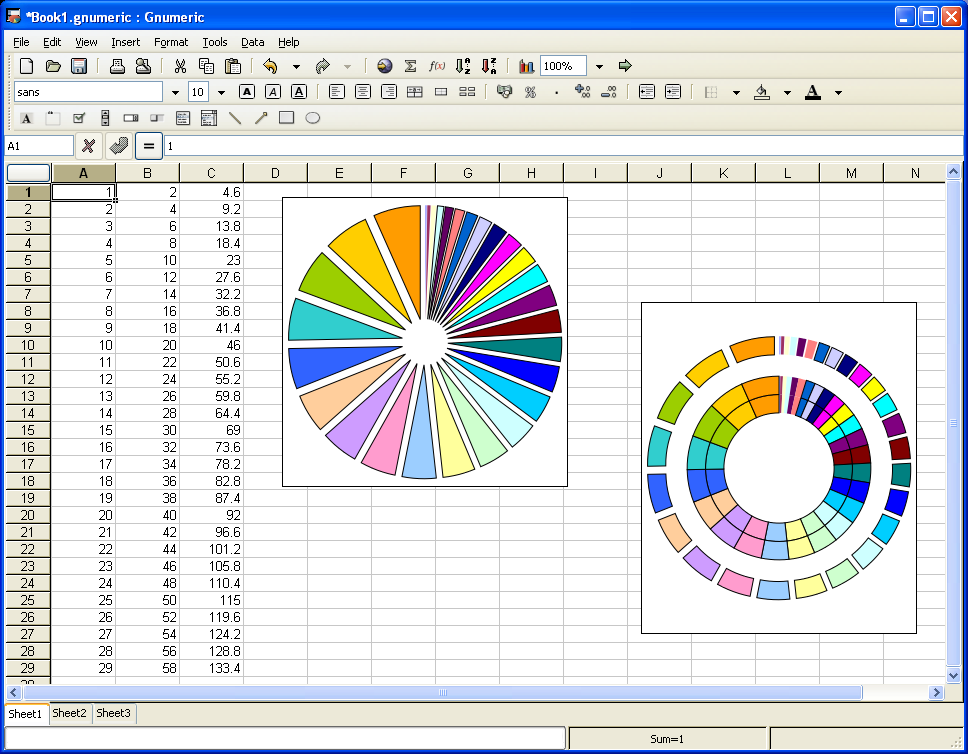 *Book1.gnumeric : Gnumeric
File Edit View Insert Format Tools Data Help
Σ f(x) A Z Z A 100%
sans 10 A A A % A
A
A1 = 1
A B C D E F G H I J K L M N
1 1 2 4.6
2 2 4 9.2
3 3 6 13.8
4 4 8 18.4
5 5 10 23
6 6 12 27.6
7 7 14 32.2
8 8 16 36.8
9 9 18 41.4
10 10 20 46
11 11 22 50.6
12 12 24 55.2
13 13 26 59.8
14 14 28 64.4
15 15 30 69
16 16 32 73.6
17 17 34 78.2
18 18 36 82.8
19 19 38 87.4
20 20 40 92
21 21 42 96.6
22 22 44 101.2
23 23 46 105.8
24 24 48 110.4
25 25 50 115
26 26 52 119.6
27 27 54 124.2
28 28 56 128.8
29 29 58 133.4
Sheet1 Sheet2 Sheet3
Sum=1